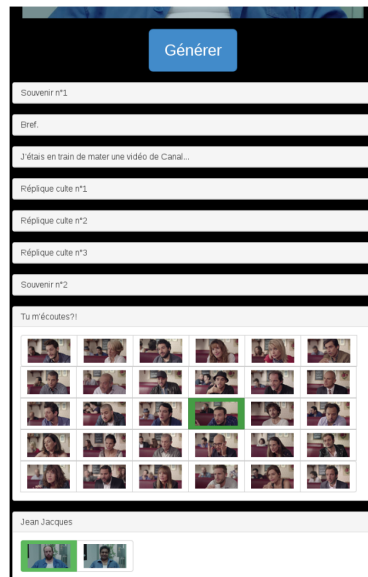 Générer
Souvenir n°1
Bref.
J'étais en train de mater une vidéo de Canal...
Réplique culte n°1
Réplique culte n°2
Réplique culte n°3
Souvenir n°2
Tu m'écoutes?!
Jean Jacques